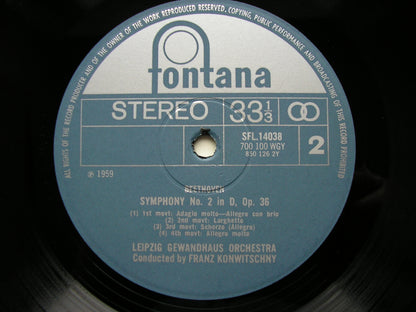 ALL RIGHTS OF THE RECORD PRODUCER AND OF THE OWNER OF THE WORK REPRODUCED RESERVED, COPYING, PUBLIC PERFORMANCE AND BROADCASTING OF THIS RECORD PROHIBITED
fontana
STEREO 33 1/3
SFL.14038
700 100 WGY
850 126 2Y
2
℗ 1959
BEETHOVEN
SYMPHONY No. 2 in D, Op. 36
(1) 1st movt: Adagio molto—Allegro con brio
(2) 2nd movt: Larghetto
(3) 3rd movt: Scherzo (Allegro)
(4) 4th movt: Allegro molto
LEIPZIG GEWANDHAUS ORCHESTRA
Conducted by FRANZ KONWITSCHNY